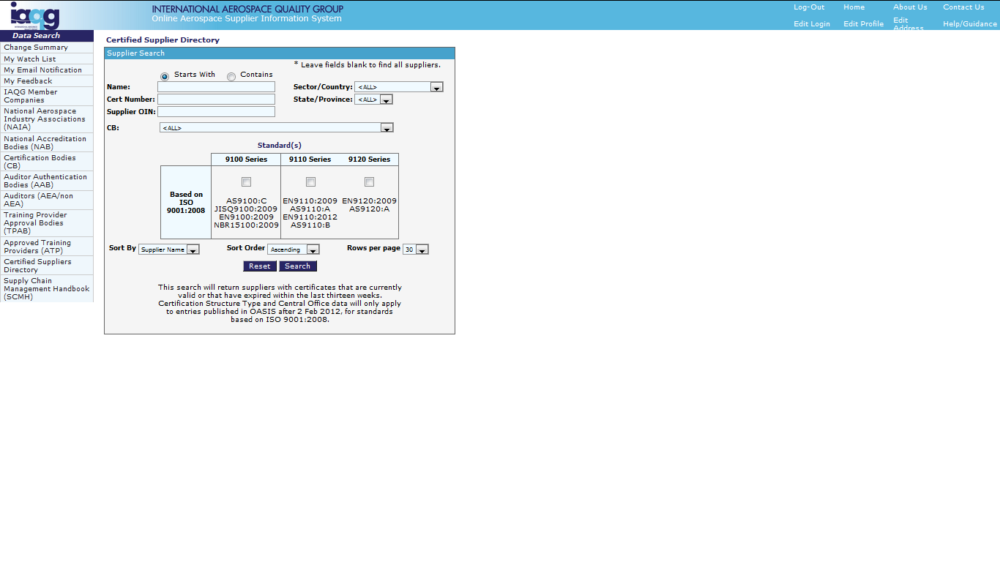 iaqg
INTERNATIONAL AEROSPACE QUALITY GROUP
Online Aerospace Supplier Information System
Log-Out Home About Us Contact Us
Edit Login Edit Profile Edit Address Help/Guidance
Data Search
Change Summary
My Watch List
My Email Notification
My Feedback
IAQG Member
Companies
National Aerospace
Industry Associations
(NAIA)
National Accreditation
Bodies (NAB)
Certification Bodies
(CB)
Auditor Authentication
Bodies (AAB)
Auditors (AEA/non
AEA)
Training Provider
Approval Bodies
(TPAB)
Approved Training
Providers (ATP)
Certified Suppliers
Directory
Supply Chain
Management Handbook
(SCMH)
Certified Supplier Directory
Supplier Search
* Leave fields blank to find all suppliers.
Starts With Contains
Name: Sector/Country: <ALL>
Cert Number: State/Province: <ALL>
Supplier OIN:
CB: <ALL>
Standard(s)
9100 Series 9110 Series 9120 Series
Based on
ISO
9001:2008
AS9100:C
JISQ9100:2009
EN9100:2009
NBR15100:2009
EN9110:2009
AS9110:A
EN9110:2012
AS9110:B
EN9120:2009
AS9120:A
Sort By Supplier Name Sort Order Ascending Rows per page 30
Reset Search
This search will return suppliers with certificates that are currently
valid or that have expired within the last thirteen weeks.
Certification Structure Type and Central Office data will only apply
to entries published in OASIS after 2 Feb 2012, for standards
based on ISO 9001:2008.